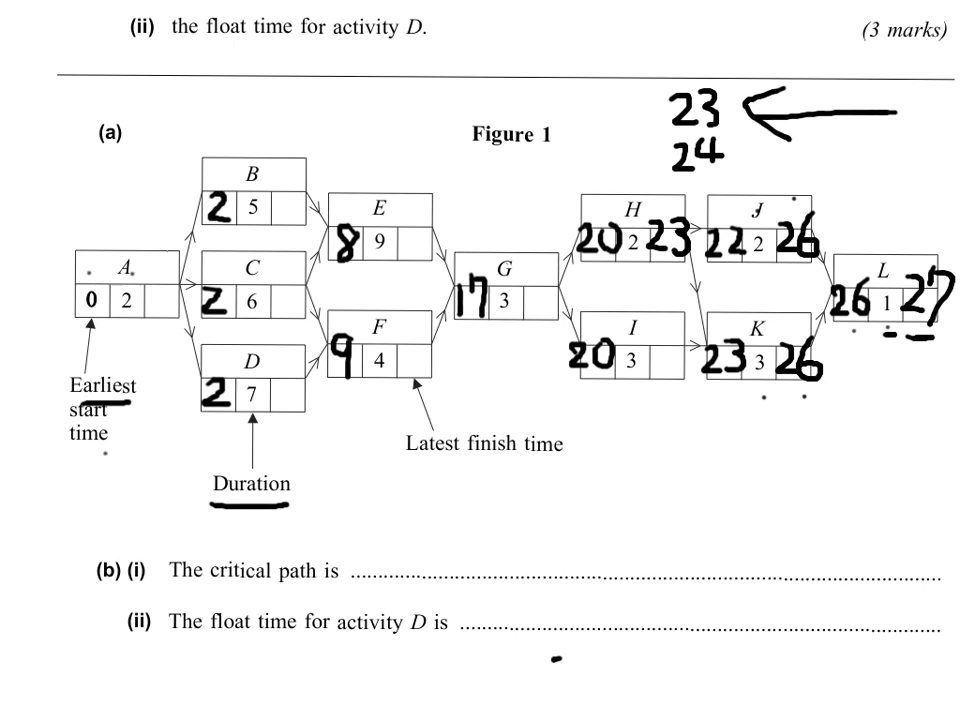 (ii) the float time for activity D. (3 marks)
23
24
(a) Figure 1
B
2 5
E
8 9
H
20 2 23
J
22 2 26
A
0 2
C
2 6
G
17 3
L
26 1 27
D
2 7
F
9 4
I
20 3
K
23 3 26
Earliest
start
time
Latest finish time
Duration
(b) (i) The critical path is
(ii) The float time for activity D is